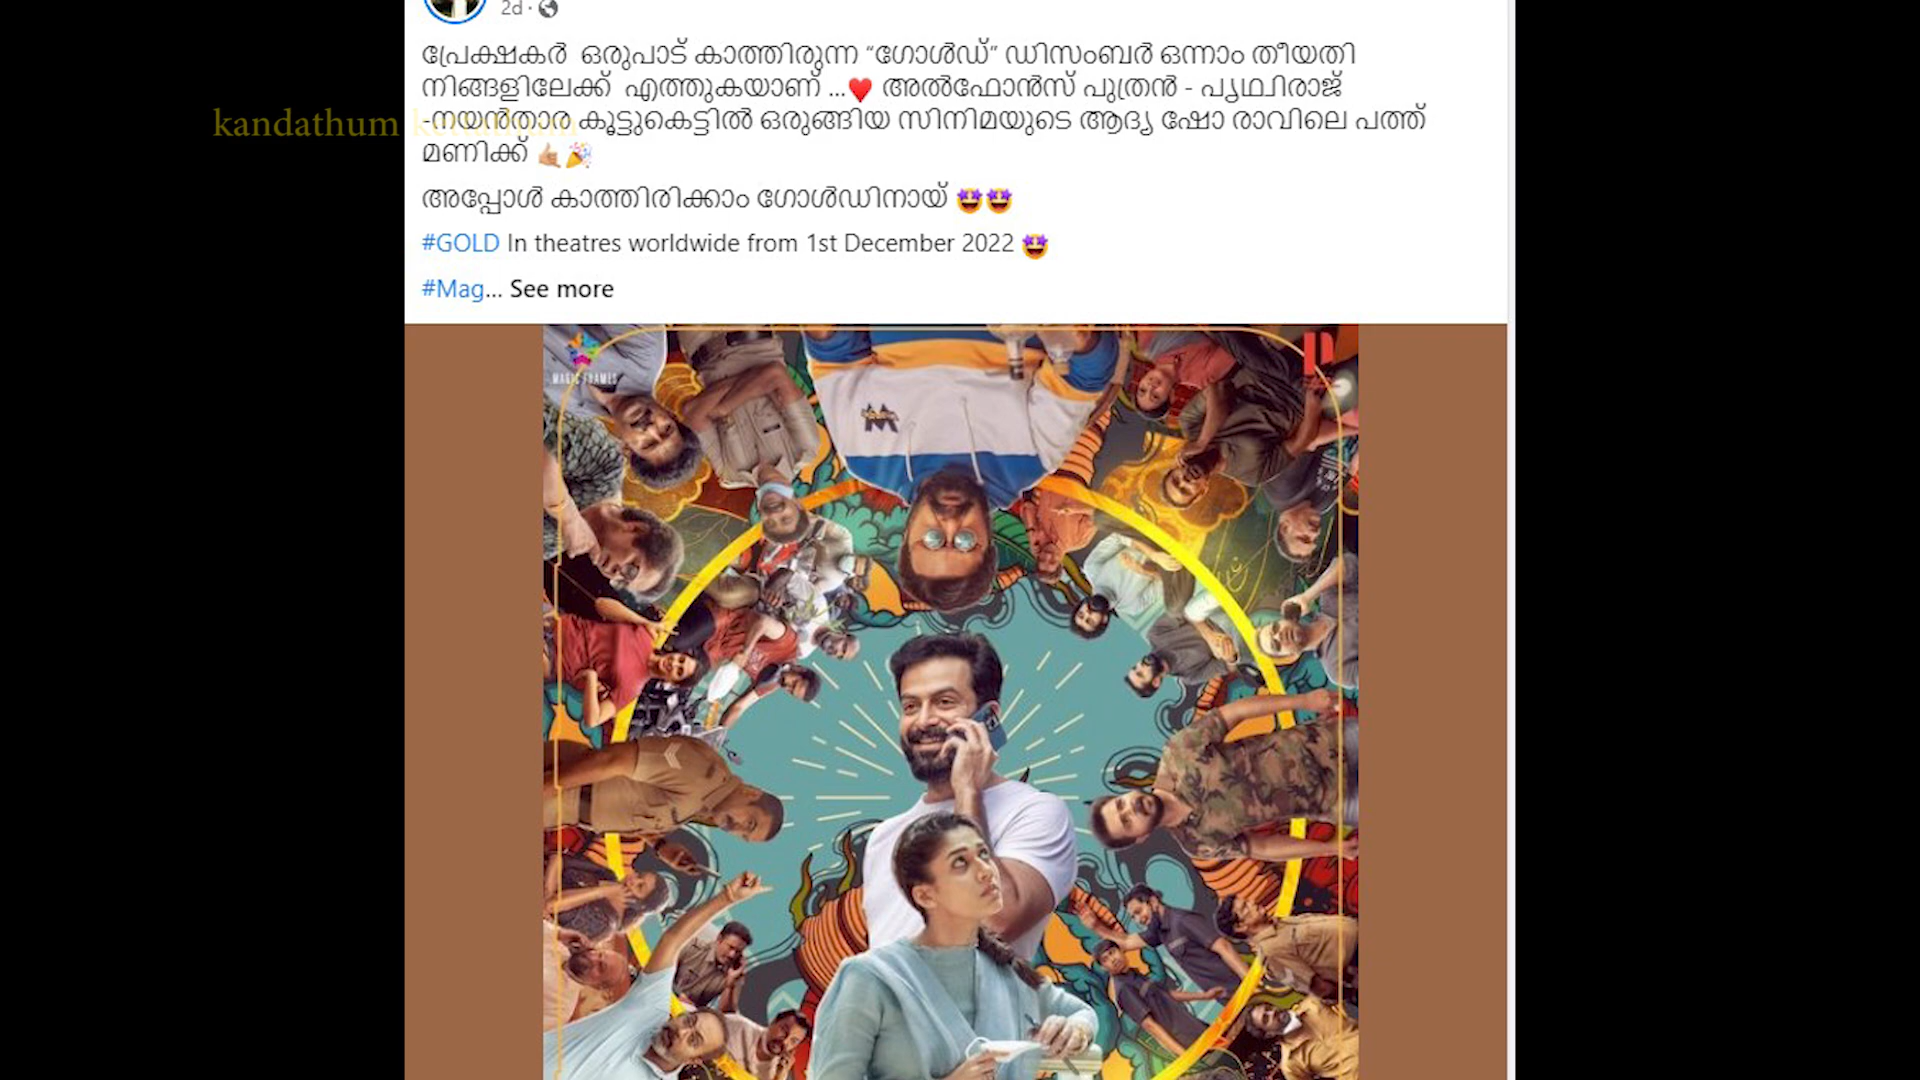 2d ·
പ്രേക്ഷകർ ഒരുപാട് കാത്തിരുന്ന “ഗോൾഡ്” ഡിസംബർ ഒന്നാം തീയതി
നിങ്ങളിലേക്ക് എത്തുകയാണ് ...❤️ അൽഫോൻസ് പുത്രൻ - പൃഥ്വിരാജ്
kandathum kettathum
-നയൻതാര കൂട്ടുകെട്ടിൽ ഒരുങ്ങിയ സിനിമയുടെ ആദ്യ ഷോ രാവിലെ പത്ത്
മണിക്ക് 👍🏼🎉
അപ്പോൾ കാത്തിരിക്കാം ഗോൾഡിനായ് 🤩🤩
#GOLD In theatres worldwide from 1st December 2022 🤩
#Mag... See more
MAGIC FRAMES